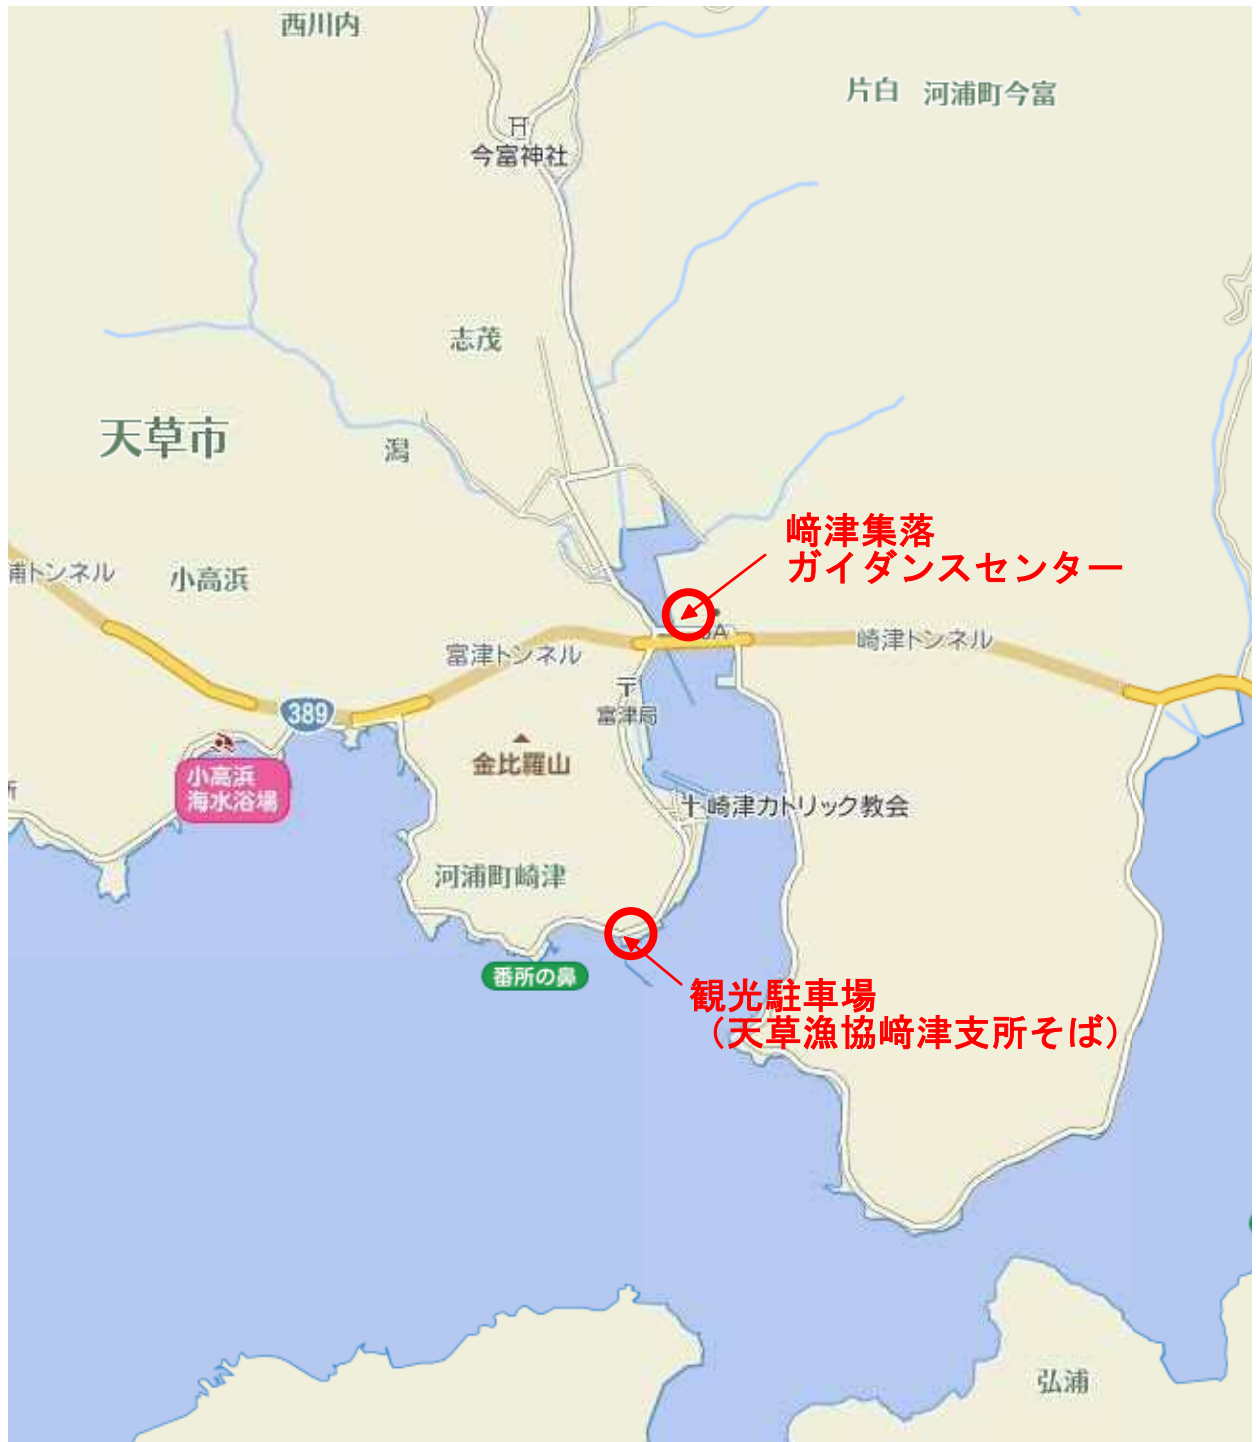 西川内
片白 河浦町今富
今富神社
志茂
天草市
潟
﨑津集落
ガイダンスセンター
浦トンネル
小高浜
富津トンネル
崎津トンネル
389
〒
富津局
金比羅山
小高浜
海水浴場
所
崎津カトリック教会
河浦町崎津
番所の鼻
観光駐車場
（天草漁協﨑津支所そば）
弘浦